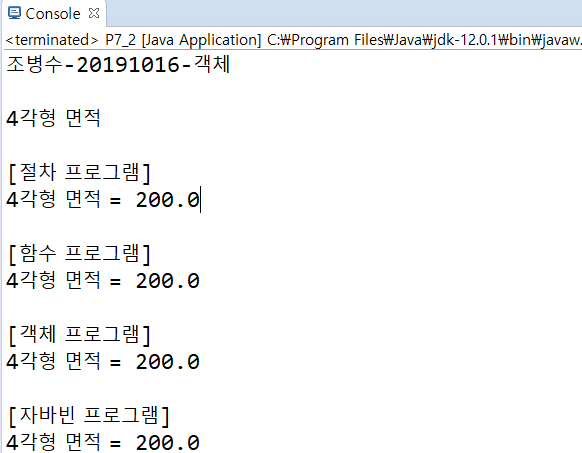 Console
<terminated> P7_2 [Java Application] C:₩Program Files₩Java₩jdk-12.0.1₩bin₩javaw.
조병수-20191016-객체
4각형 면적
[절차 프로그램]
4각형 면적 = 200.0
[함수 프로그램]
4각형 면적 = 200.0
[객체 프로그램]
4각형 면적 = 200.0
[자바빈 프로그램]
4각형 면적 = 200.0